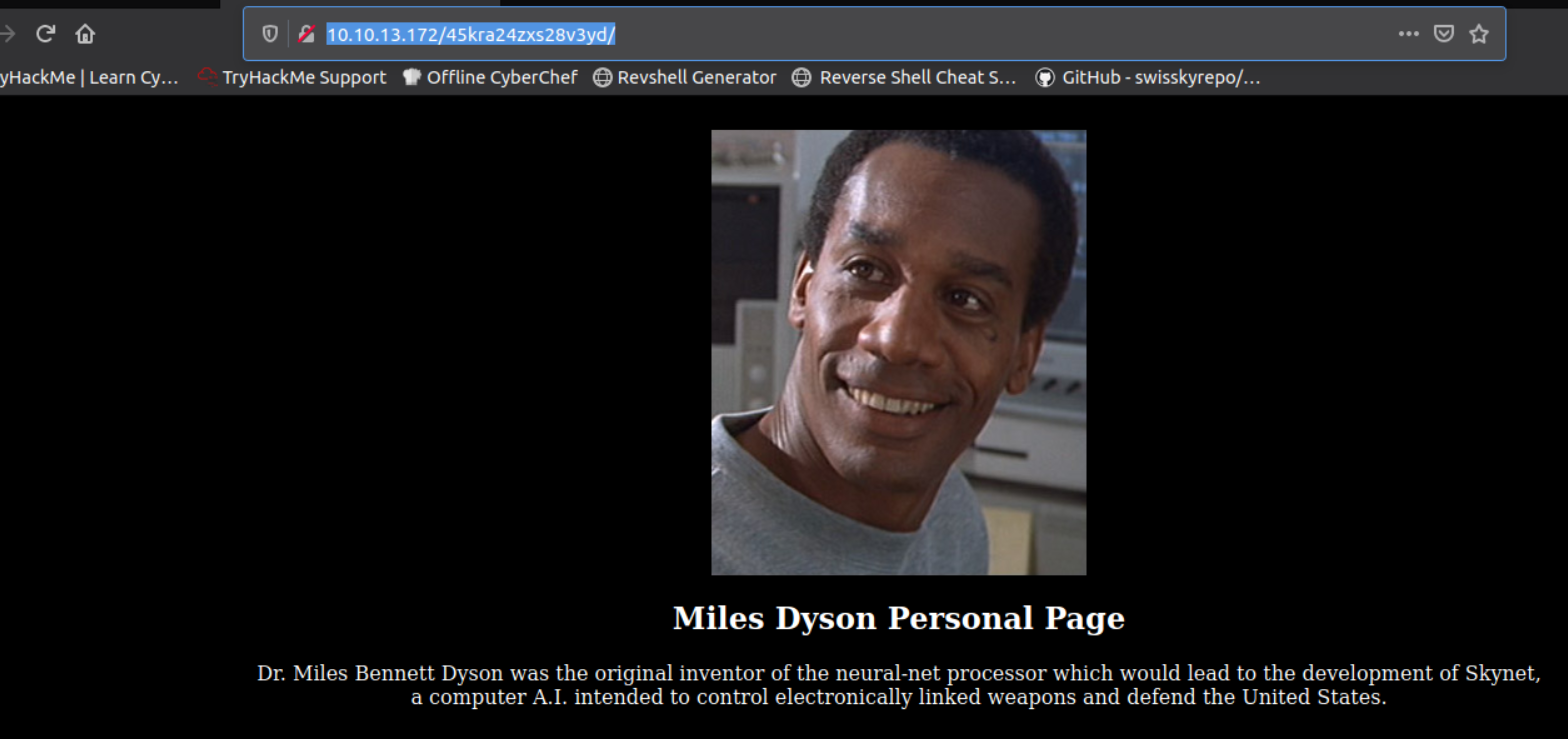 10.10.13.172/45kra24zxs28v3yd/
yHackMe | Learn Cy… TryHackMe Support Offline CyberChef Revshell Generator Reverse Shell Cheat S… GitHub - swisskyrepo/…
Miles Dyson Personal Page
Dr. Miles Bennett Dyson was the original inventor of the neural-net processor which would lead to the development of Skynet,
a computer A.I. intended to control electronically linked weapons and defend the United States.